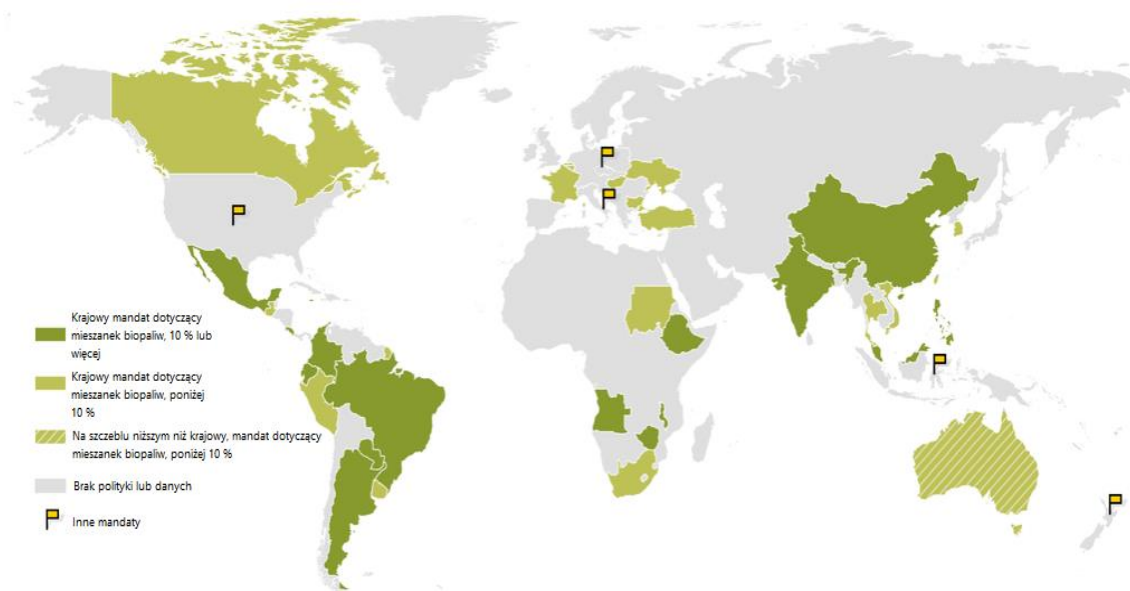 Krajowy mandat dotyczący
mieszanek biopaliw, 10 % lub
więcej
Krajowy mandat dotyczący
mieszanek biopaliw, poniżej
10 %
Na szczeblu niższym niż krajowy, mandat dotyczący
mieszanek biopaliw, poniżej 10 %
Brak polityki lub danych
Inne mandaty